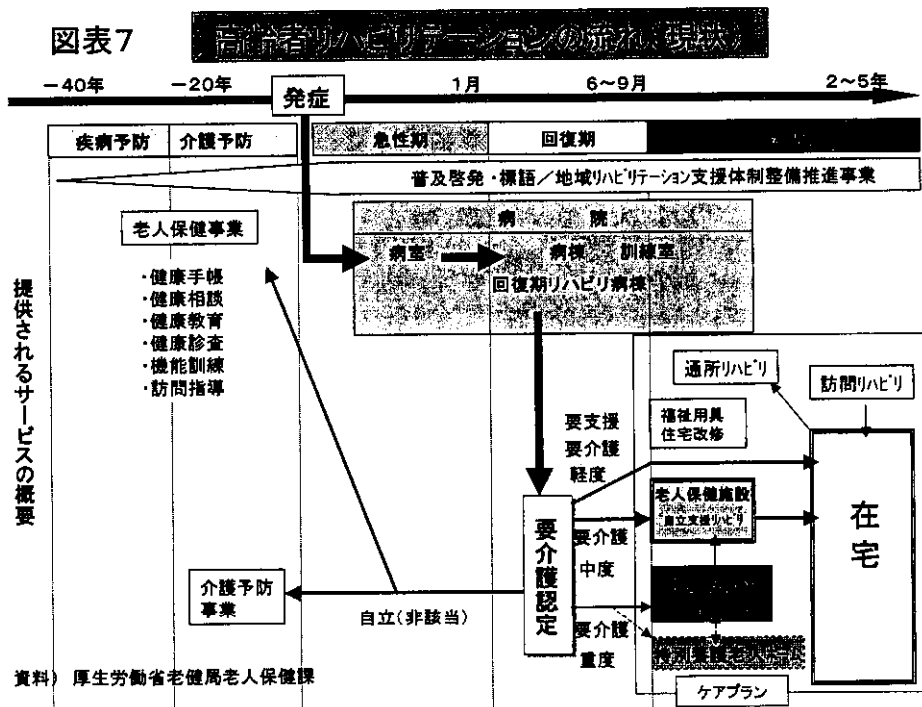 図表7
高齢者リハビリテーションの流れ(現状)
-40年 -20年 1月 6~9月 2~5年
発症
疾病予防 介護予防 急性期 回復期
普及啓発・標語/地域リハビリテーション支援体制整備推進事業
病院
病室 病棟 訓練室
回復期リハビリ病棟
老人保健事業
・健康手帳
・健康相談
・健康教育
・健康診査
・機能訓練
・訪問指導
提供されるサービスの概要
通所リハビリ
訪問リハビリ
要支援
要介護
軽度
福祉用具
住宅改修
老人保健施設
自立支援リハビリ
在宅
要介護認定
要介護
中度
介護予防
事業
自立(非該当)
要介護
重度
特別養護老人ホーム
ケアプラン
資料) 厚生労働省老健局老人保健課